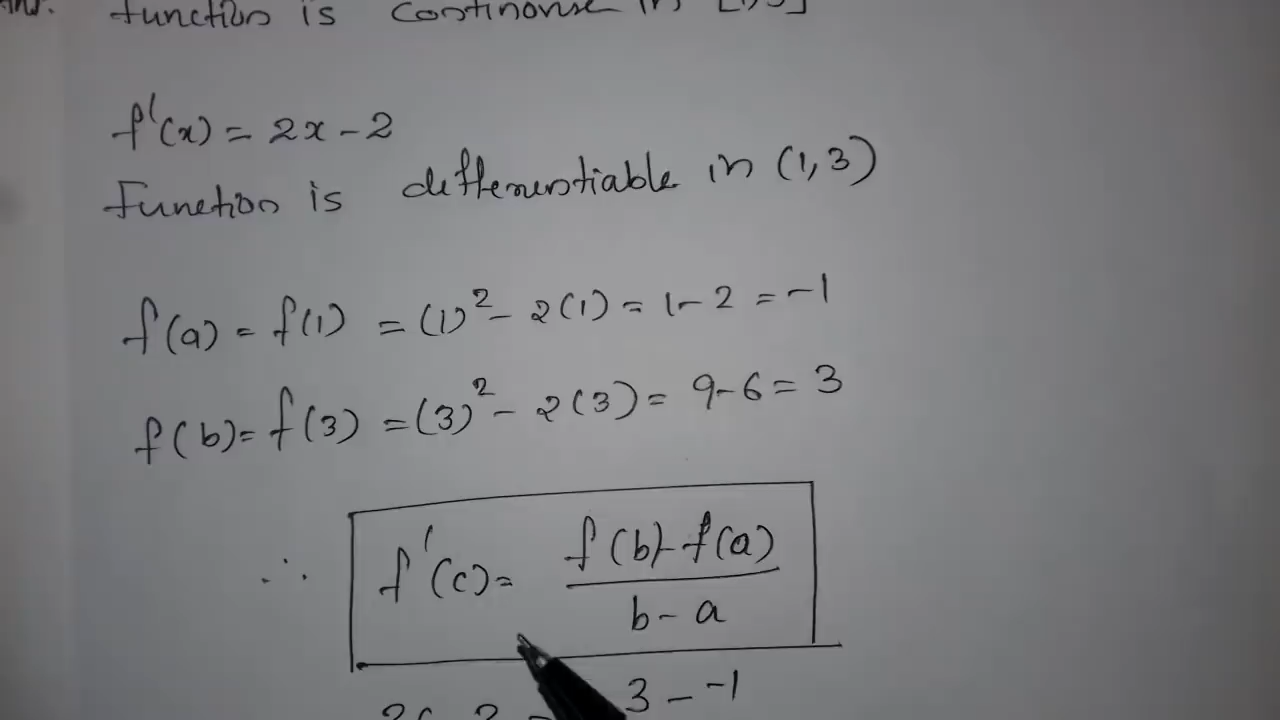 function is continouse in
f'(x) = 2x - 2
Function is differentiable in (1,3)
f(a) = f(1) = (1)² - 2(1) = 1 - 2 = -1
f(b) = f(3) = (3)² - 2(3) = 9 - 6 = 3
∴ f'(c) = f(b) - f(a) / b - a
3 - -1